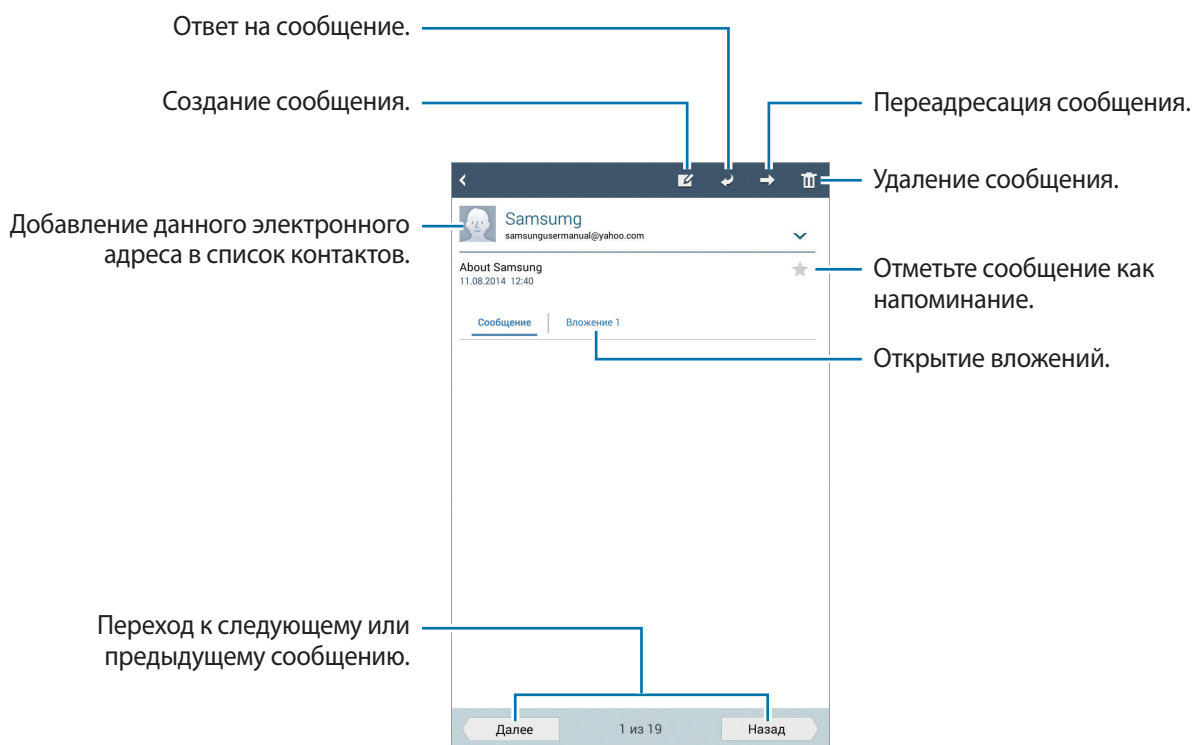 Ответ на сообщение.
Создание сообщения.
Переадресация сообщения.
Удаление сообщения.
Добавление данного электронного
адреса в список контактов.
Samsumg
samsungusermanual@yahoo.com
About Samsung
11.08.2014 12:40
Отметьте сообщение как
напоминание.
Сообщение
Вложение 1
Открытие вложений.
Переход к следующему или
предыдущему сообщению.
Далее
1 из 19
Назад